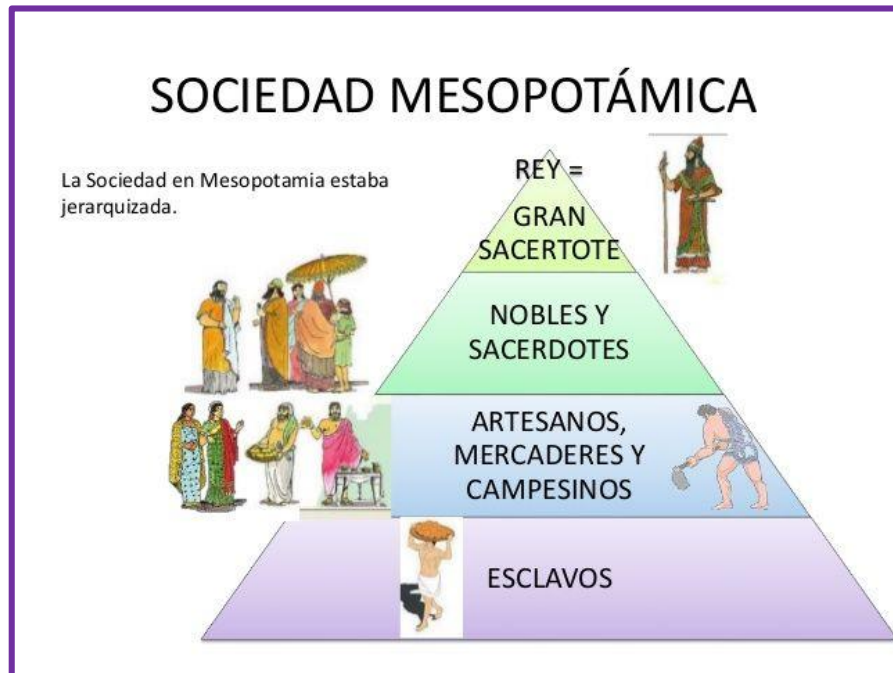 SOCIEDAD MESOPOTÁMICA
La Sociedad en Mesopotamia estaba
jerarquizada.
REY =
GRAN
SACERTOTE
NOBLES Y
SACERDOTES
ARTESANOS,
MERCADERES Y
CAMPESINOS
ESCLAVOS